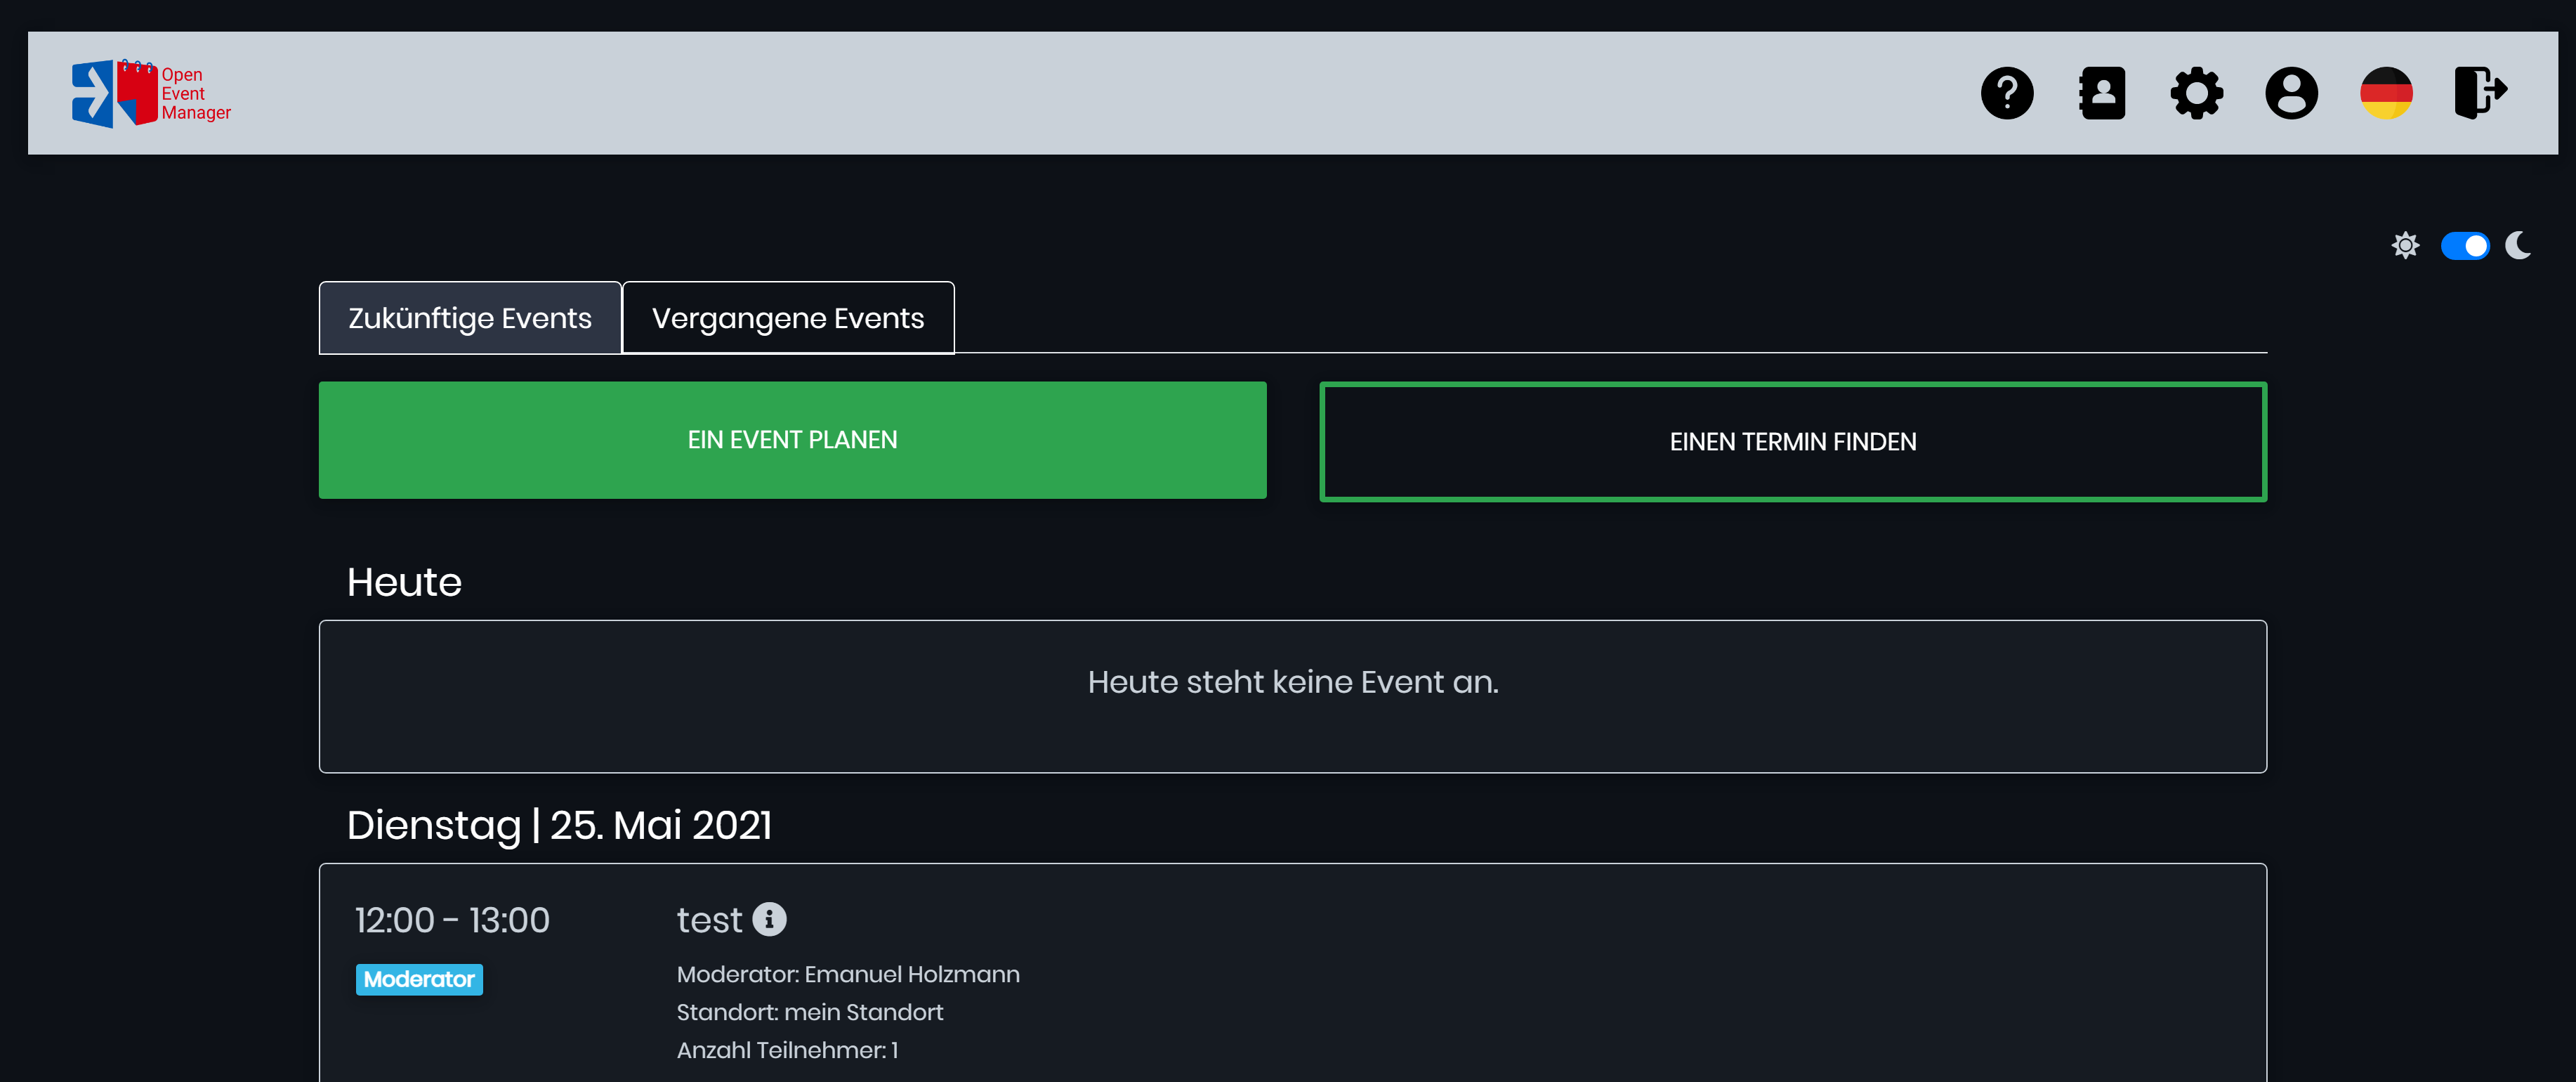 Open
Event
Manager
Zukünftige Events
Vergangene Events
EIN EVENT PLANEN
EINEN TERMIN FINDEN
Heute
Heute steht keine Event an.
Dienstag | 25. Mai 2021
12:00 - 13:00
test
Moderator
Moderator: Emanuel Holzmann
Standort: mein Standort
Anzahl Teilnehmer: 1